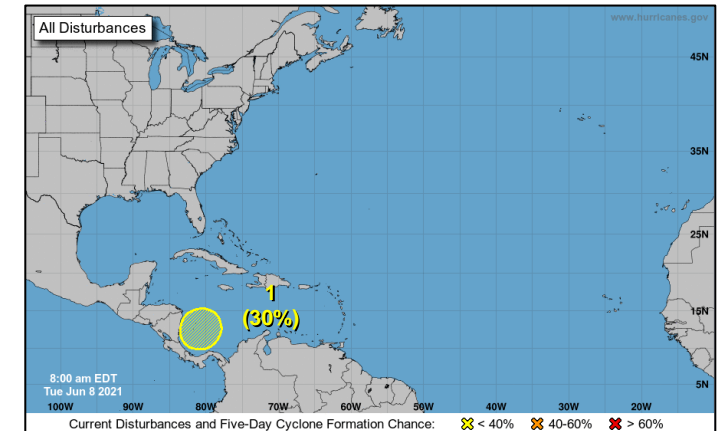 All Disturbances
www.hurricanes.gov
45N
35N
25N
1
(30%)
15N
8:00 am EDT
Tue Jun 8 2021
5N
100W 90W 80W 70W 60W 50W 40W 30W 20W
Current Disturbances and Five-Day Cyclone Formation Chance: < 40% 40-60% > 60%